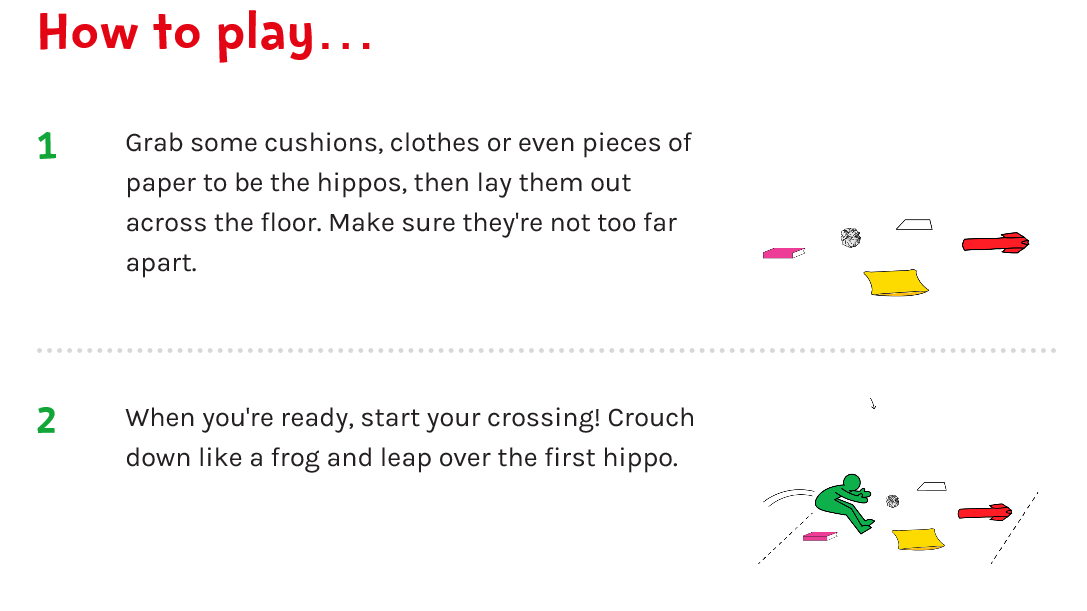 How to play...
1
Grab some cushions, clothes or even pieces of
paper to be the hippos, then lay them out
across the floor. Make sure they're not too far
apart.
2
When you're ready, start your crossing! Crouch
down like a frog and leap over the first hippo.